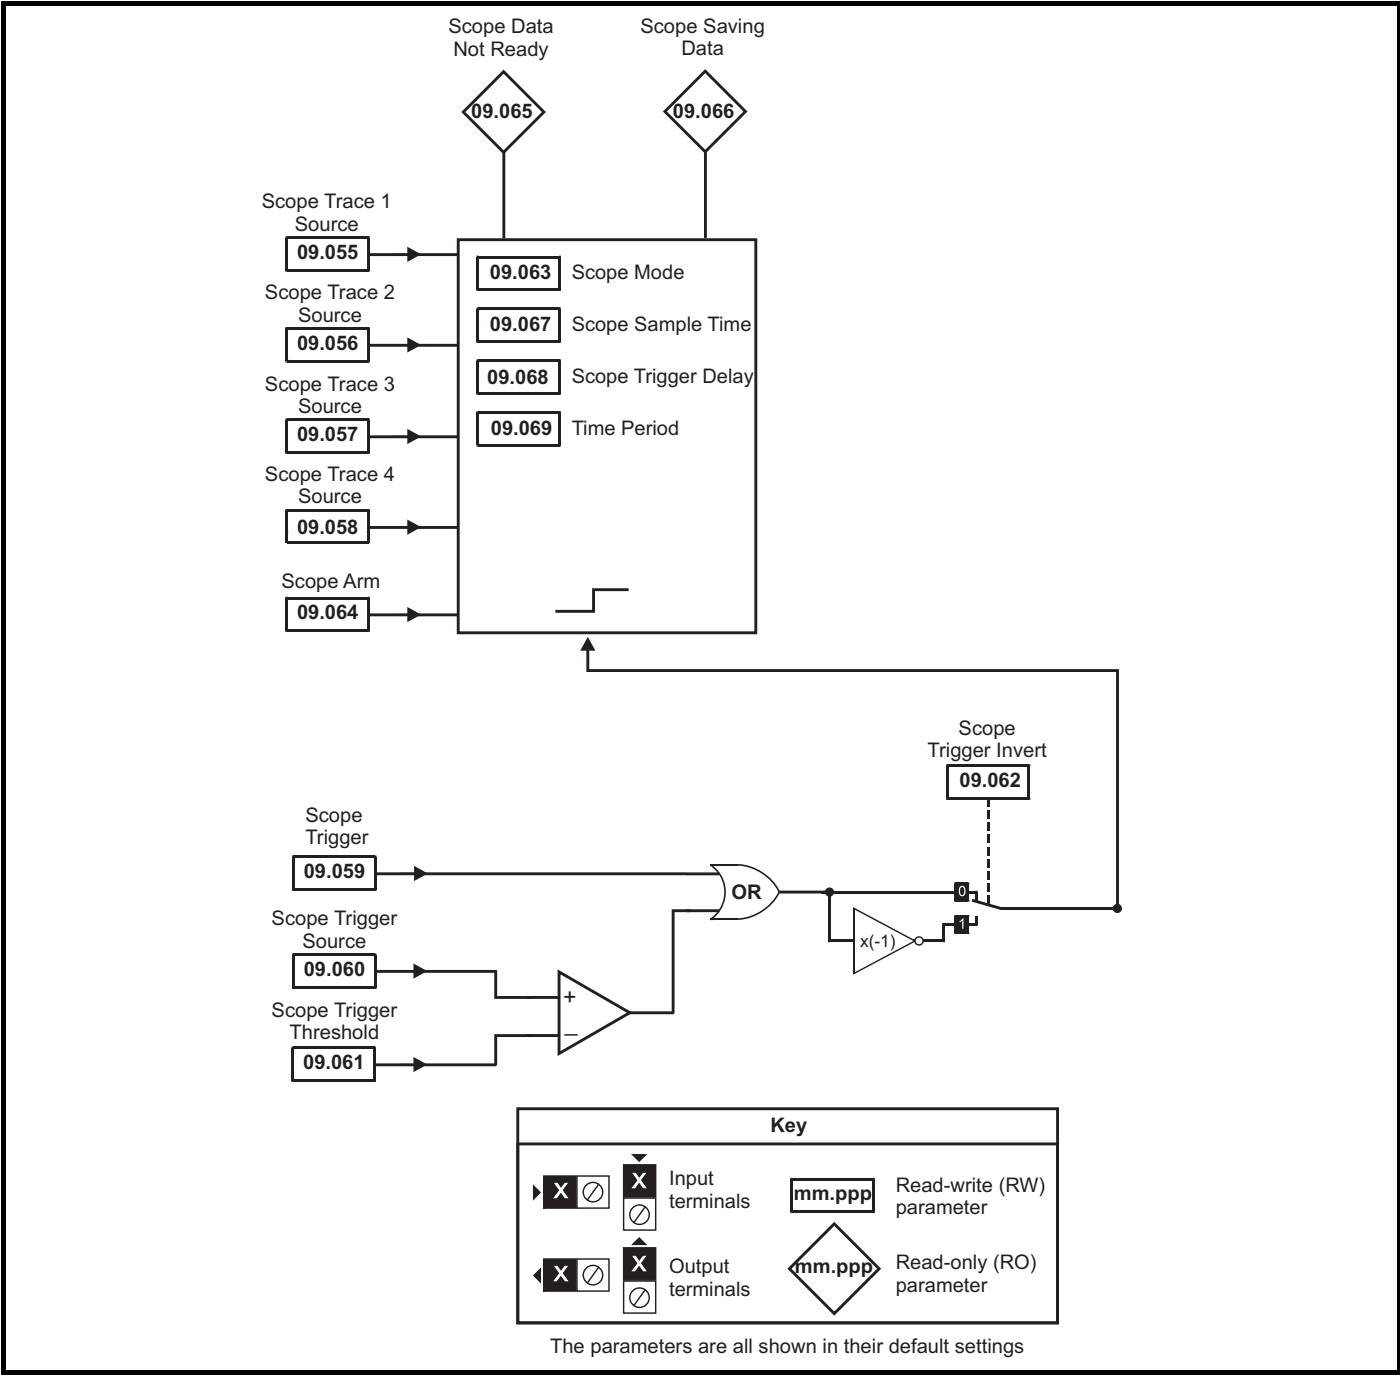 Scope Data
Not Ready
Scope Saving
Data
09.065
09.066
Scope Trace 1
Source
09.055
Scope Trace 2
Source
09.056
Scope Trace 3
Source
09.057
Scope Trace 4
Source
09.058
Scope Arm
09.064
09.063 Scope Mode
09.067 Scope Sample Time
09.068 Scope Trigger Delay
09.069 Time Period
Scope
Trigger Invert
09.062
Scope
Trigger
09.059
OR
0
1
x(-1)
Scope Trigger
Source
09.060
Scope Trigger
Threshold
09.061
+
−
Key
X
X
Input
terminals
mm.ppp
Read-write (RW)
parameter
X
X
Output
terminals
mm.ppp
Read-only (RO)
parameter
The parameters are all shown in their default settings